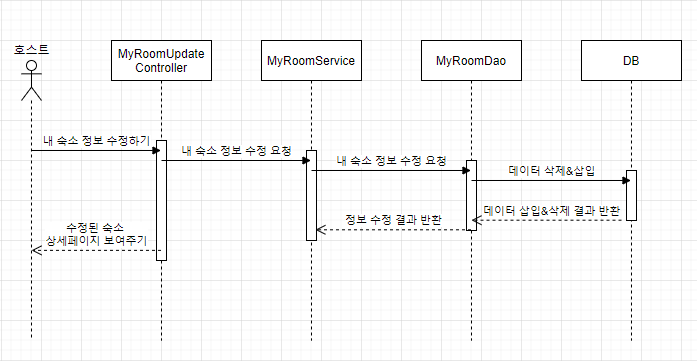 호스트
MyRoomUpdate
Controller
MyRoomService
MyRoomDao
DB
내 숙소 정보 수정하기
내 숙소 정보 수정 요청
내 숙소 정보 수정 요청
데이터 삭제&삽입
데이터 삽입&삭제 결과 반환
정보 수정 결과 반환
수정된 숙소
상세페이지 보여주기